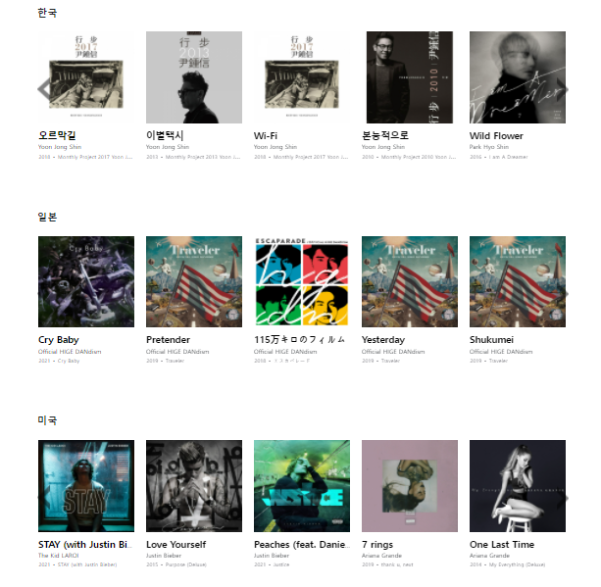 한국
行 步
2017
尹鍾信
行 步
2013
尹鍾信
行 步
2017
尹鍾信
行步:2010:尹鍾信
I am A
Dreamer
오르막길
이별택시
Wi-Fi
본능적으로
Wild Flower
Yoon Jong Shin
Yoon Jong Shin
Yoon Jong Shin
Yoon Jong Shin
Park Hyo Shin
2018 • Monthly Project 2017 Yoon J...
2013 • Monthly Project 2013 Yoon J...
2018 • Monthly Project 2017 Yoon J...
2010 • Monthly Project 2010 Yoon J...
2016 • I am A Dreamer
일본
Cry Baby
Traveler
ESCAPARADE
Traveler
Traveler
Cry Baby
Pretender
115万キロのフィルム
Yesterday
Shukumei
Official HIGE DANdism
Official HIGE DANdism
Official HIGE DANdism
Official HIGE DANdism
Official HIGE DANdism
2021 • Cry Baby
2019 • Traveler
2018 • エスカパレード
2019 • Traveler
2019 • Traveler
미국
STAY
JUSTICE
STAY (with Justin Bi...
Love Yourself
Peaches (feat. Danie...
7 rings
One Last Time
The Kid LAROI
Justin Bieber
Justin Bieber
Ariana Grande
Ariana Grande
2021 • STAY (with Justin Bieber)
2015 • Purpose (Deluxe)
2021 • Justice
2019 • thank u, next
2014 • My Everything (Deluxe)